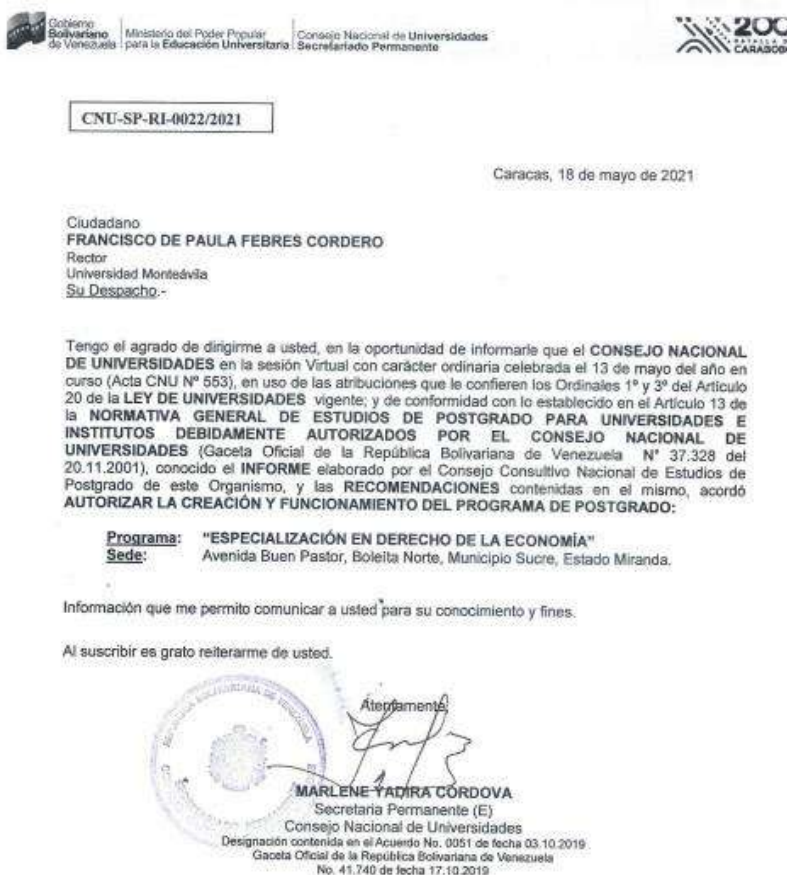 Gobierno
Bolivariano
de Venezuela
Ministerio del Poder Popular
para la Educación Universitaria
Consejo Nacional de Universidades
Secretariado Permanente
200
BATALLA DE
CARABOBO
CNU-SP-RI-0022/2021
Caracas, 18 de mayo de 2021
Ciudadano
FRANCISCO DE PAULA FEBRES CORDERO
Rector
Universidad Monteávila
Su Despacho.-
Tengo el agrado de dirigirme a usted, en la oportunidad de informarle que el CONSEJO NACIONAL
DE UNIVERSIDADES en la sesión Virtual con carácter ordinaria celebrada el 13 de mayo del año en
curso (Acta CNU Nº 553), en uso de las atribuciones que le confieren los Ordinales 1º y 3º del Artículo
20 de la LEY DE UNIVERSIDADES vigente; y de conformidad con lo establecido en el Artículo 13 de
la NORMATIVA GENERAL DE ESTUDIOS DE POSTGRADO PARA UNIVERSIDADES E
INSTITUTOS DEBIDAMENTE AUTORIZADOS POR EL CONSEJO NACIONAL DE
UNIVERSIDADES (Gaceta Oficial de la República Bolivariana de Venezuela N° 37.328 del
20.11.2001), conocido el INFORME elaborado por el Consejo Consultivo Nacional de Estudios de
Postgrado de este Organismo, y las RECOMENDACIONES contenidas en el mismo, acordó
AUTORIZAR LA CREACIÓN Y FUNCIONAMIENTO DEL PROGRAMA DE POSTGRADO:
Programa: "ESPECIALIZACIÓN EN DERECHO DE LA ECONOMÍA"
Sede: Avenida Buen Pastor, Boleíta Norte, Municipio Sucre, Estado Miranda.
Información que me permito comunicar a usted para su conocimiento y fines.
Al suscribir es grato reiterarme de usted.
Atentamente,
REPUBLICA BOLIVARIANA DE VENEZUELA
MARLENE YADIRA CÓRDOVA
Secretaria Permanente (E)
Consejo Nacional de Universidades
Designación contenida en el Acuerdo No. 0051 de fecha 03.10.2019
Gaceta Oficial de la República Bolivariana de Venezuela
No. 41.740 de fecha 17.10.2019